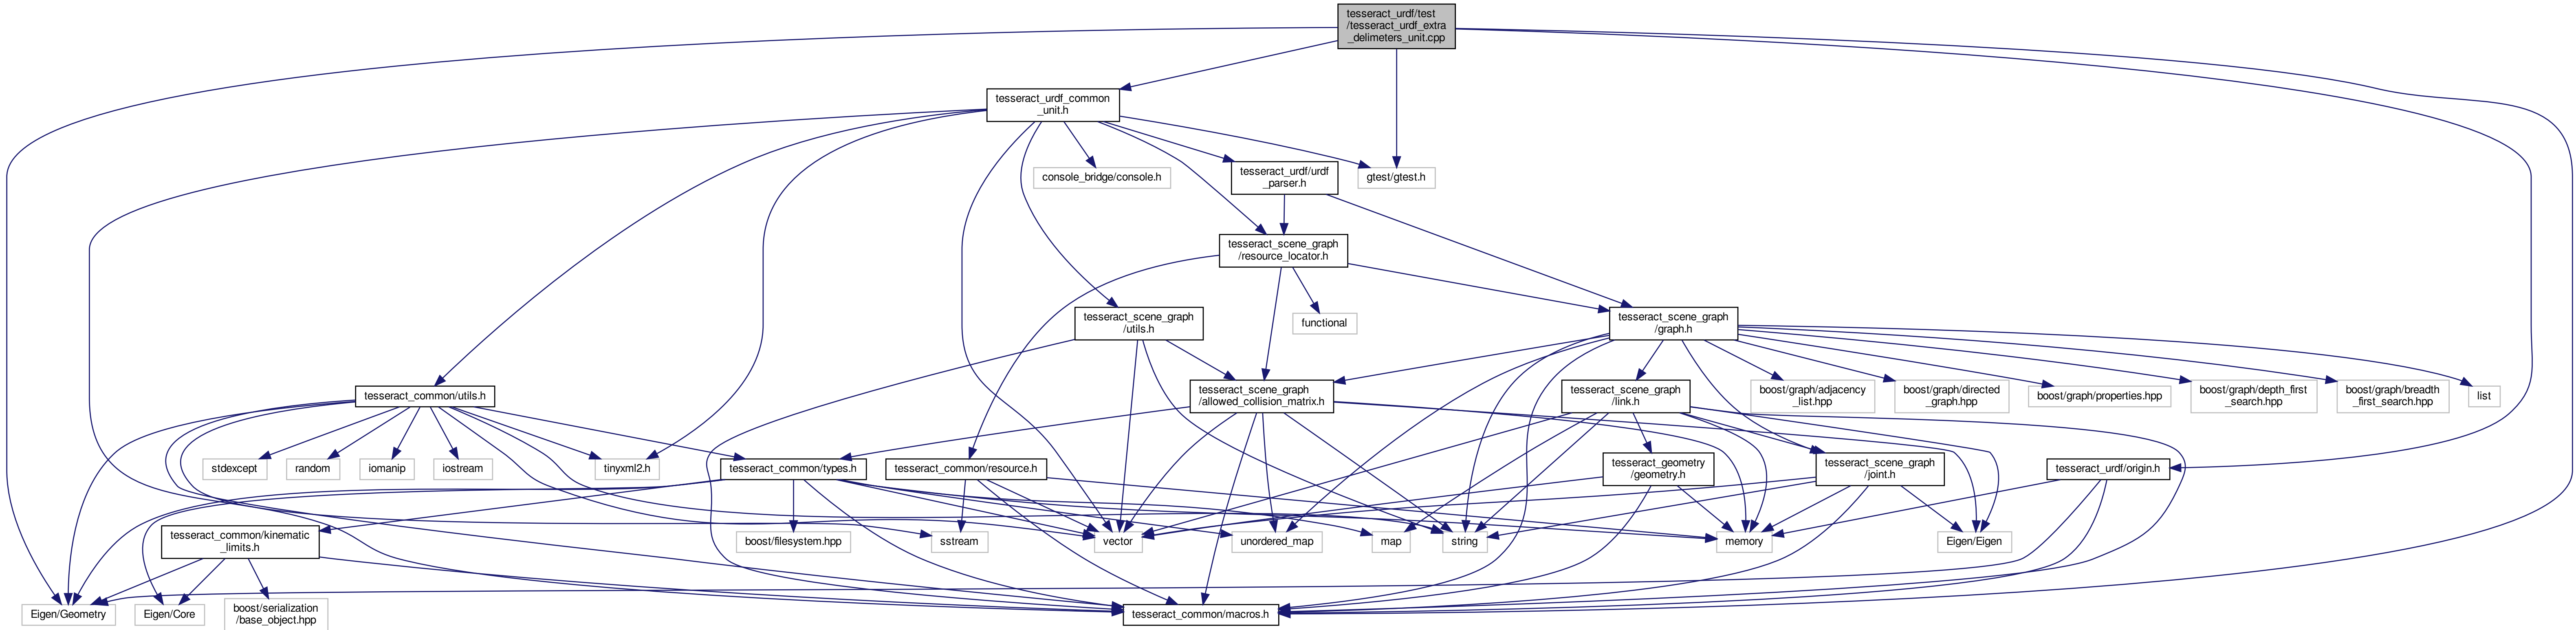 tesseract_urdf/test
/tesseract_urdf_extra
_delimeters_unit.cpp
tesseract_urdf_common
_unit.h
console_bridge/console.h
tesseract_urdf/urdf
_parser.h
gtest/gtest.h
tesseract_scene_graph
/resource_locator.h
tesseract_scene_graph
/utils.h
functional
tesseract_scene_graph
/graph.h
tesseract_common/utils.h
tesseract_scene_graph
/allowed_collision_matrix.h
tesseract_scene_graph
/link.h
boost/graph/adjacency
_list.hpp
boost/graph/directed
_graph.hpp
boost/graph/properties.hpp
boost/graph/depth_first
_search.hpp
boost/graph/breadth
_first_search.hpp
list
stdexcept
random
iomanip
iostream
tinyxml2.h
tesseract_common/types.h
tesseract_common/resource.h
tesseract_geometry
/geometry.h
tesseract_scene_graph
/joint.h
tesseract_urdf/origin.h
tesseract_common/kinematic
_limits.h
boost/filesystem.hpp
sstream
vector
unordered_map
map
string
memory
Eigen/Eigen
Eigen/Geometry
Eigen/Core
boost/serialization
/base_object.hpp
tesseract_common/macros.h